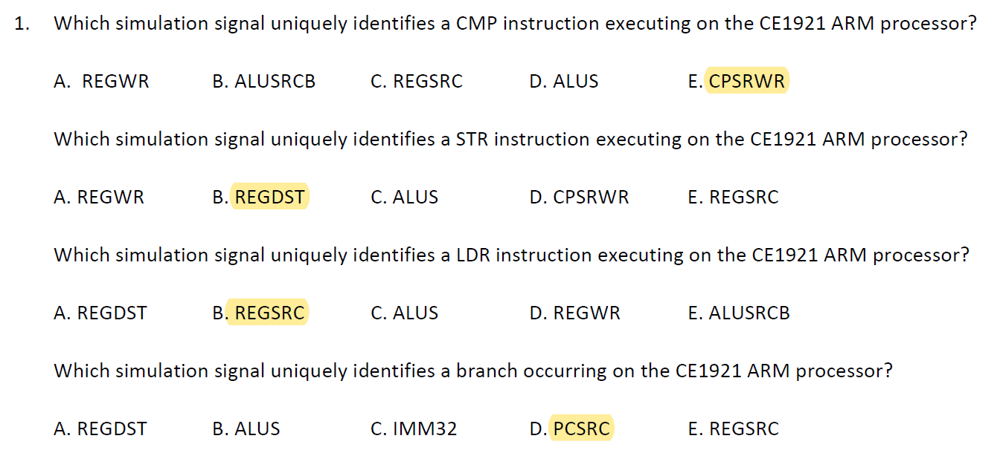 1. Which simulation signal uniquely identifies a CMP instruction executing on the CE1921 ARM processor?
A. REGWR B. ALUSRCB C. REGSRC D. ALUS E. CPSRWR
Which simulation signal uniquely identifies a STR instruction executing on the CE1921 ARM processor?
A. REGWR B. REGDST C. ALUS D. CPSRWR E. REGSRC
Which simulation signal uniquely identifies a LDR instruction executing on the CE1921 ARM processor?
A. REGDST B. REGSRC C. ALUS D. REGWR E. ALUSRCB
Which simulation signal uniquely identifies a branch occurring on the CE1921 ARM processor?
A. REGDST B. ALUS C. IMM32 D. PCSRC E. REGSRC